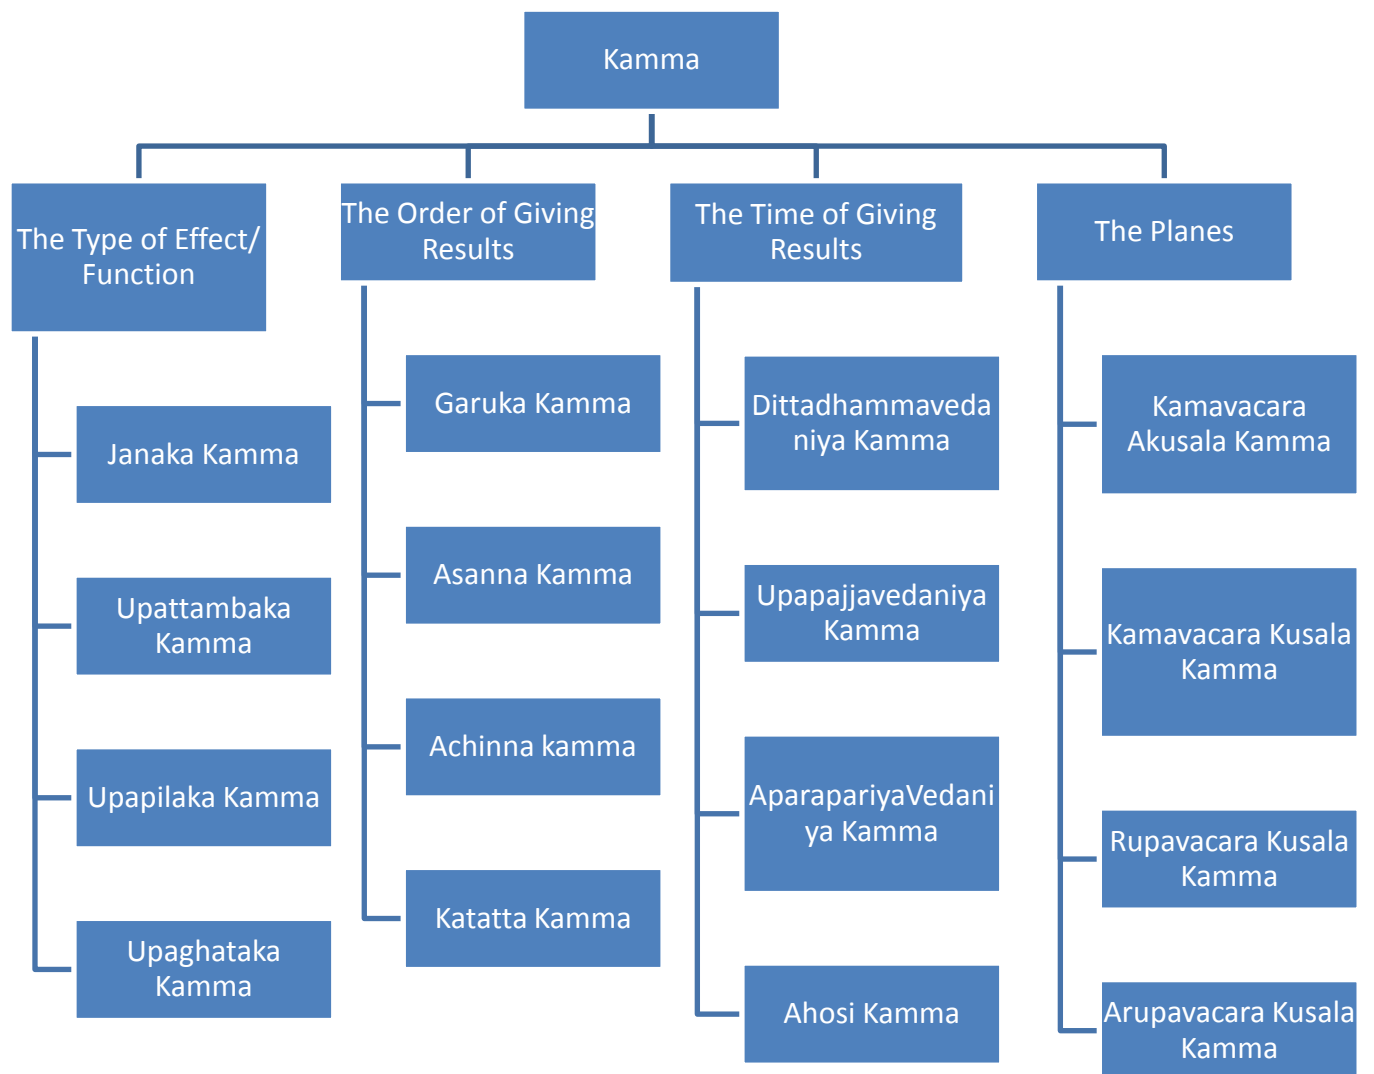 Kamma
The Type of Effect/
Function
Janaka Kamma
Upattambaka
Kamma
Upapilaka Kamma
Upaghataka
Kamma
The Order of Giving
Results
Garuka Kamma
Asanna Kamma
Achinna kamma
Katatta Kamma
The Time of Giving
Results
Dittadhammaveda
niya Kamma
Upapajjavedaniya
Kamma
AparapariyaVedani
ya Kamma
Ahosi Kamma
The Planes
Kamavacara
Akusala Kamma
Kamavacara Kusala
Kamma
Rupavacara Kusala
Kamma
Arupavacara Kusala
Kamma